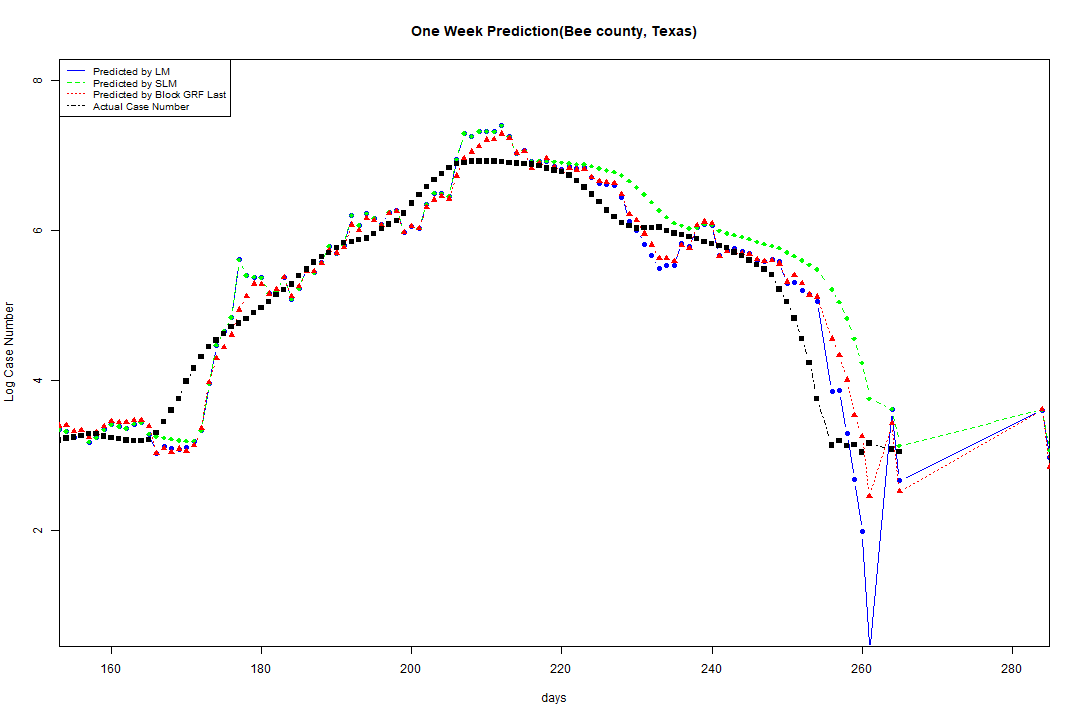 One Week Prediction(Bee county, Texas)
Predicted by LM
Predicted by SLM
Predicted by Block GRF Last
Actual Case Number
8
6
4
2
Log Case Number
160 180 200 220 240 260 280
days